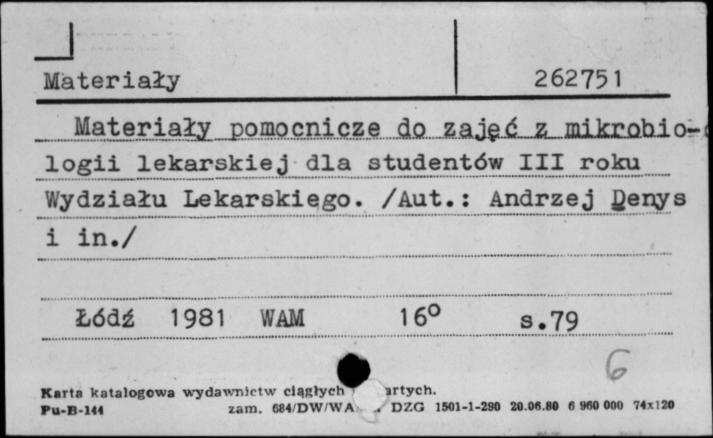 Materiały 262751
Materiały pomocnicze do zajęć z mikrobio-
logii lekarskiej dla studentów III roku
Wydziału Lekarskiego. /Aut.: Andrzej Denys
i in./
Łódź 1981 WAM 16° s.79
6
Karta katalogowa wydawnictw ciągłych artych.
Pu-B-144 zam. 684/DW/WA DZG 1501-1-290 20.06.80 6 960 000 74x120